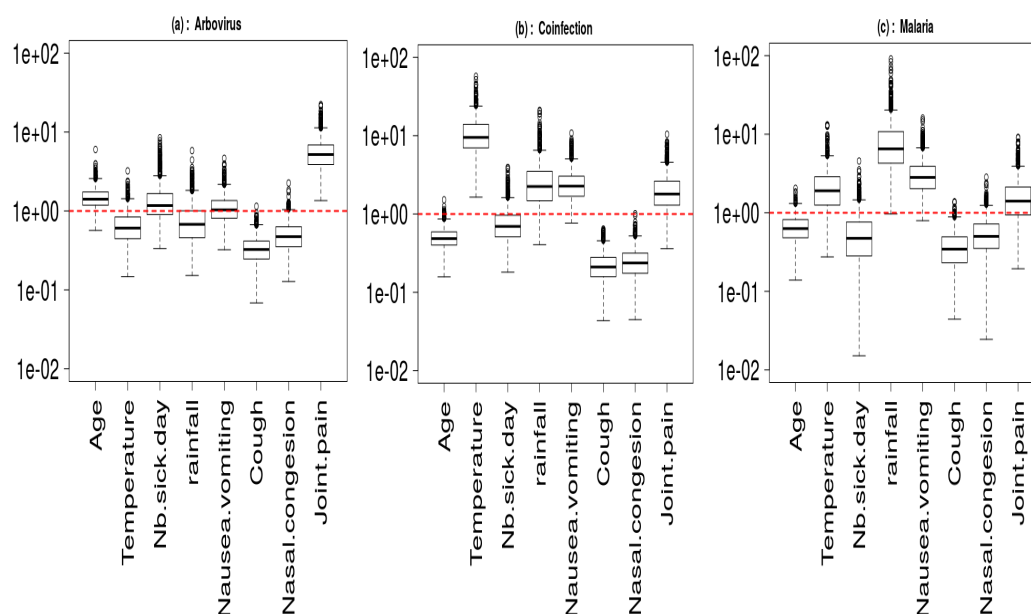 (a) : Arbovirus
1e+02
1e+01
1e+00
1e-01
1e-02
Age
Temperature
Nb.sick.day
rainfall
Nausea.vomiting
Cough
Nasal.congesion
Joint.pain
(b) : Coinfection
1e+02
1e+01
1e+00
1e-01
1e-02
Age
Temperature
Nb.sick.day
rainfall
Nausea.vomiting
Cough
Nasal.congesion
Joint.pain
(c) : Malaria
1e+02
1e+01
1e+00
1e-01
1e-02
Age
Temperature
Nb.sick.day
rainfall
Nausea.vomiting
Cough
Nasal.congesion
Joint.pain